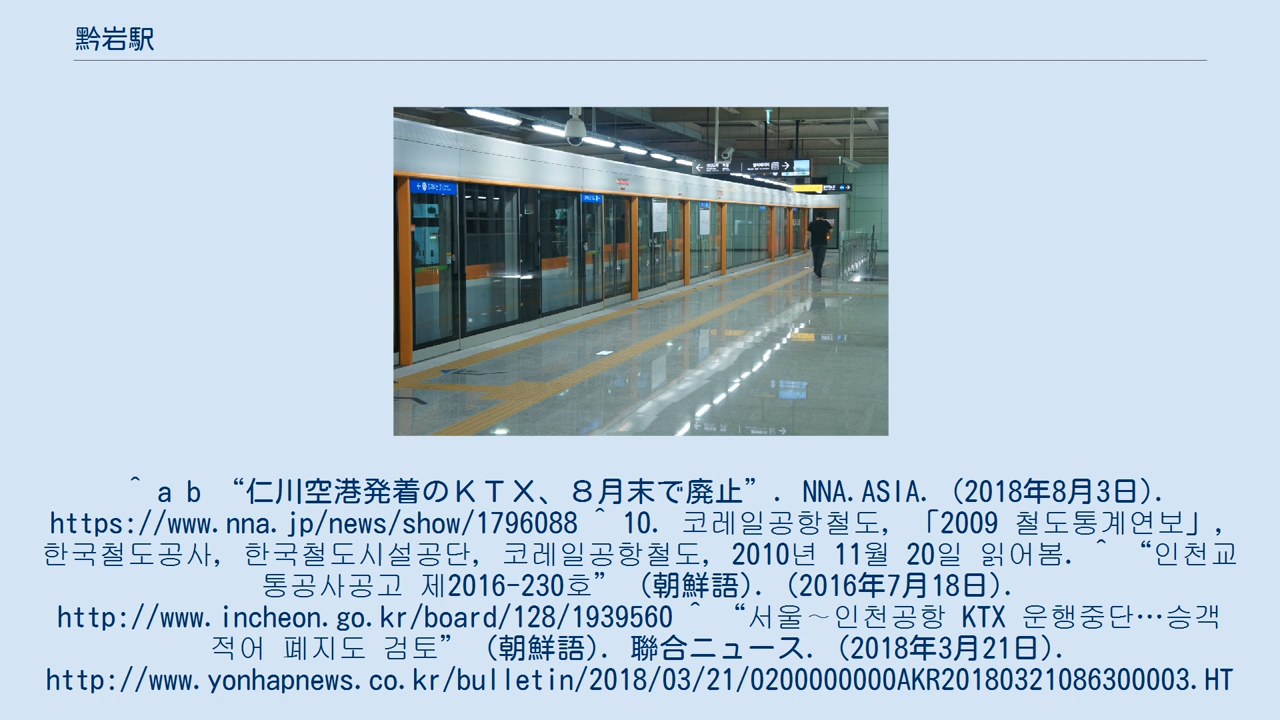 黔岩駅
^ a b “仁川空港発着のＫＴＸ、８月末で廃止”. NNA.ASIA. (2018年8月3日).
https://www.nna.jp/news/show/1796088 ^ 10. 코레일공항철도, 「2009 철도통계연보」,
한국철도공사, 한국철도시설공단, 코레일공항철도, 2010년 11월 20일 읽어봄. ^ “인천교
통공사공고 제2016-230호” (朝鮮語). (2016年7月18日).
http://www.incheon.go.kr/board/128/1939560 ^ “서울～인천공항 KTX 운행중단…승객
적어 폐지도 검토” (朝鮮語). 聯合ニュース. (2018年3月21日).
http://www.yonhapnews.co.kr/bulletin/2018/03/21/0200000000AKR20180321086300003.HT